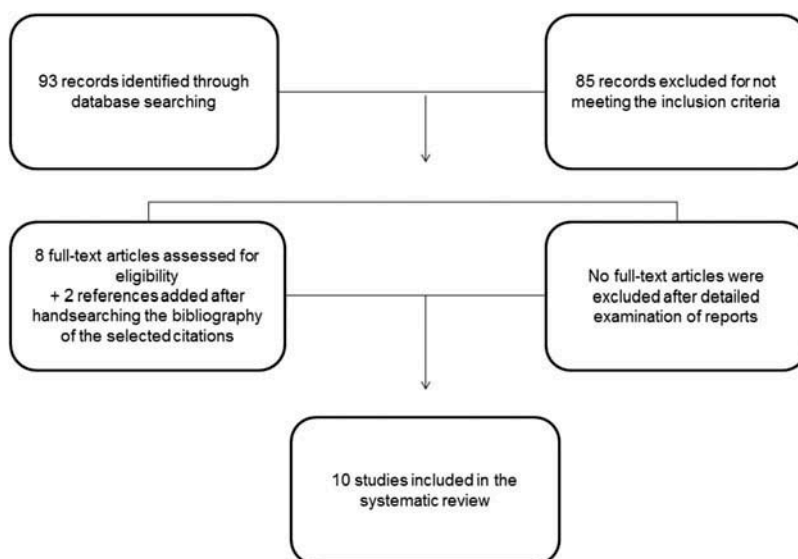 93 records identified through
database searching
85 records excluded for not
meeting the inclusion criteria
8 full-text articles assessed for
eligibility
+ 2 references added after
handsearching the bibliography
of the selected citations
No full-text articles were
excluded after detailed
examination of reports
10 studies included in the
systematic review